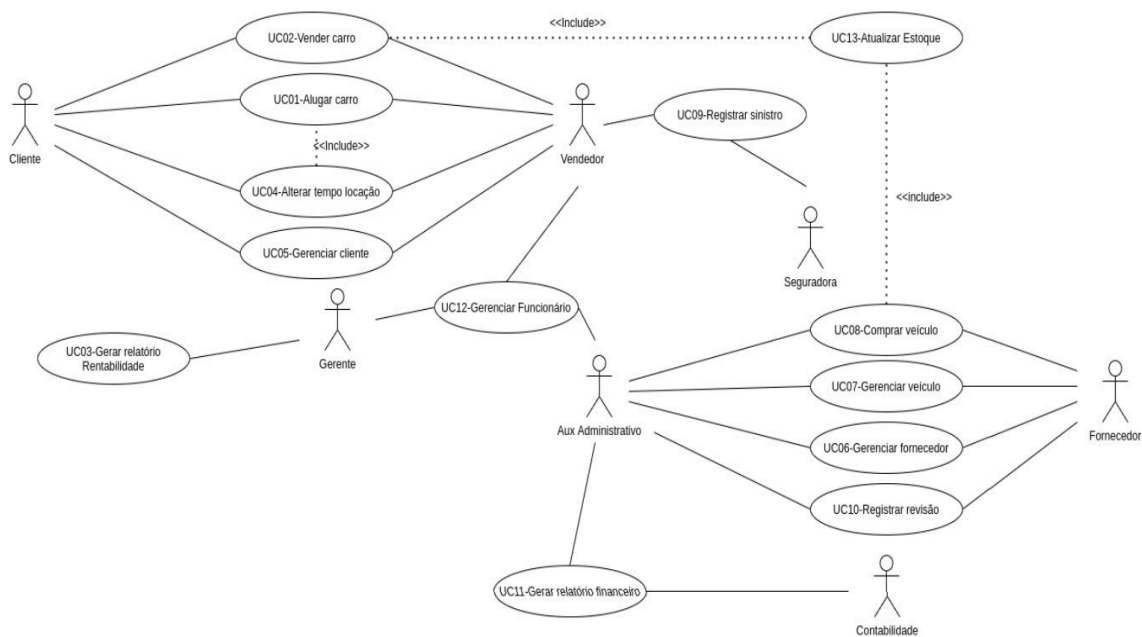 <<Include>>
UC02-Vender carro
UC13-Atualizar Estoque
UC01-Alugar carro
UC09-Registrar sinistro
<<Include>>
Cliente
Vendedor
UC04-Alterar tempo locação
<<include>>
UC05-Gerenciar cliente
Seguradora
UC12-Gerenciar Funcionário
UC08-Comprar veículo
UC03-Gerar relatório
Rentabilidade
Gerente
UC07-Gerenciar veículo
Aux Administrativo
Fornecedor
UC06-Gerenciar fornecedor
UC10-Registrar revisão
UC11-Gerar relatório financeiro
Contabilidade